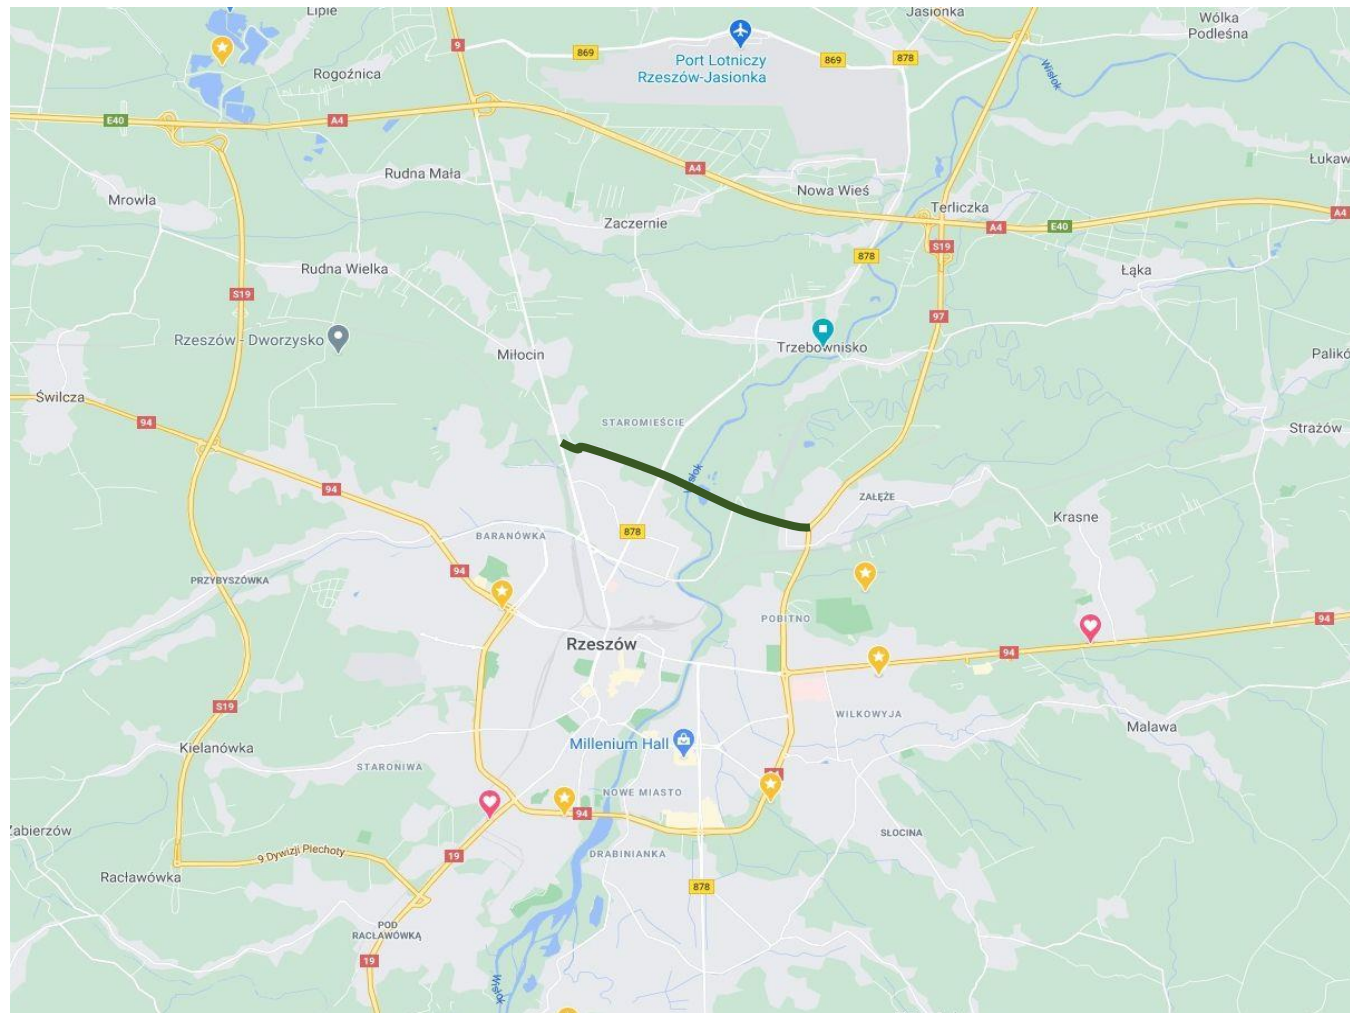 Lipie
Jasionka
Wólka
Podleśna
9
869
Port Lotniczy
Rzeszów-Jasionka
869
878
Wisłok
Rogoźnica
E40
A4
A4
Łukaw
Rudna Mała
Nowa Wieś
Mrowla
Terliczka
A4
Zaczernie
A4
E40
S19
878
Rudna Wielka
Łąka
S19
97
Rzeszów - Dworzysko
Trzebownisko
Miłocin
Palikó
Świlcza
94
STAROMIEŚCIE
Strażów
Wisłok
94
ZAŁĘŻE
Krasne
878
BARANÓWKA
94
PRZYBYSZÓWKA
POBITNO
94
Rzeszów
94
S19
WILKOWYJA
Malawa
Kielanówka
Millenium Hall
STARONIWA
NOWE MIASTO
94
Zabierzów
SŁOCINA
9 Dywizji Piechoty
19
DRABINIANKA
Racławówka
878
POD
RACŁAWÓWKĄ
19
Wisłok